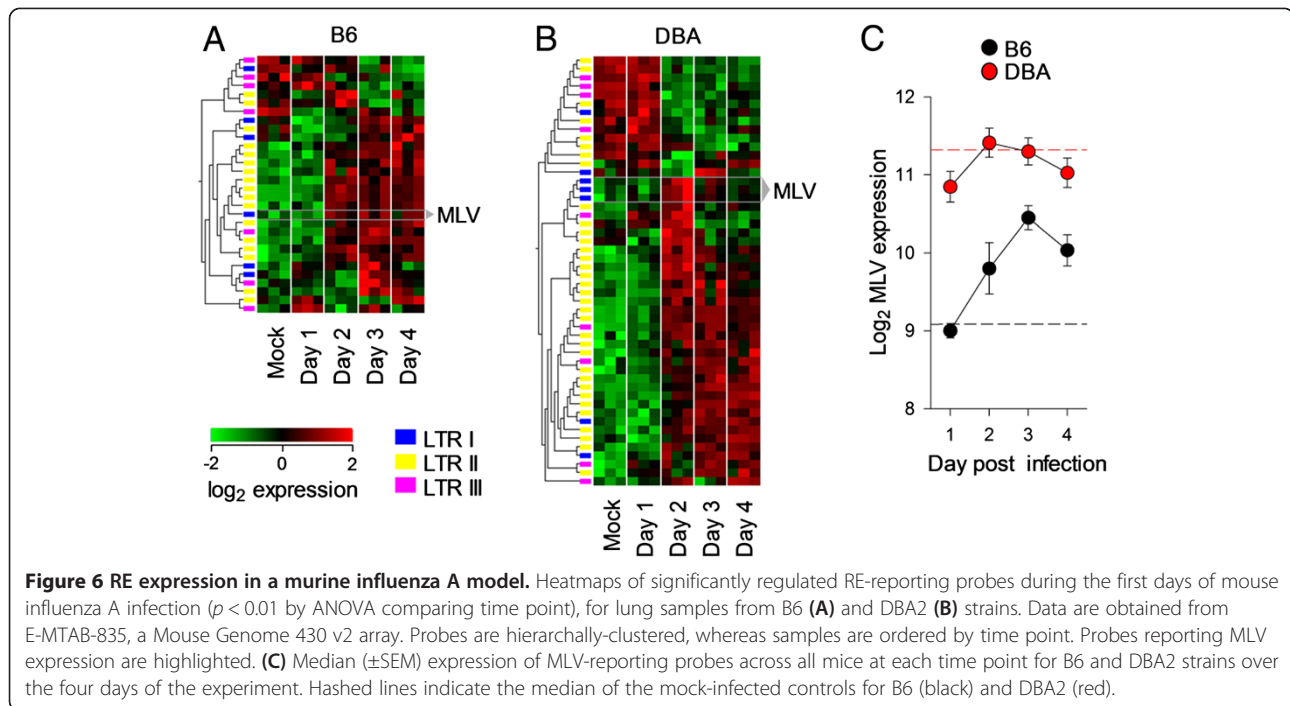 A
B6
B
DBA
C
B6
DBA
MLV
MLV
Mock
Day 1
Day 2
Day 3
Day 4
Mock
Day 1
Day 2
Day 3
Day 4
-2 0 2
log2 expression
LTR I
LTR II
LTR III
Log2 MLV expression
12
11
10
9
8
1 2 3 4
Day post infection
Figure 6 RE expression in a murine influenza A model. Heatmaps of significantly regulated RE-reporting probes during the first days of mouse
influenza A infection (p < 0.01 by ANOVA comparing time point), for lung samples from B6 (A) and DBA2 (B) strains. Data are obtained from
E-MTAB-835, a Mouse Genome 430 v2 array. Probes are hierarchally-clustered, whereas samples are ordered by time point. Probes reporting MLV
expression are highlighted. (C) Median (±SEM) expression of MLV-reporting probes across all mice at each time point for B6 and DBA2 strains over
the four days of the experiment. Hashed lines indicate the median of the mock-infected controls for B6 (black) and DBA2 (red).